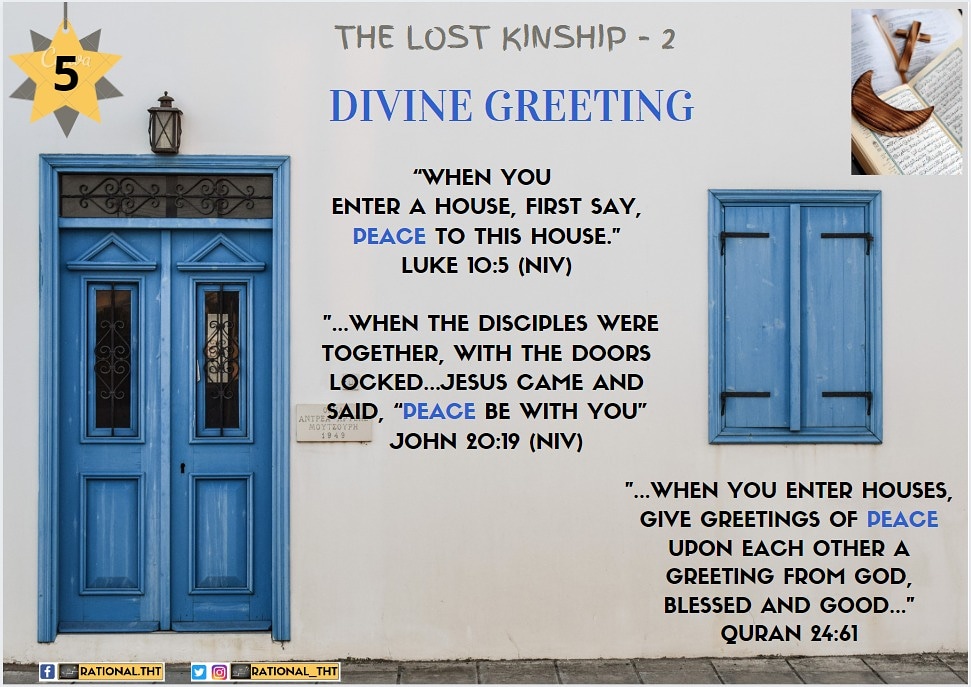 5
THE LOST KINSHIP - 2
DIVINE GREETING
“WHEN YOU
ENTER A HOUSE, FIRST SAY,
PEACE TO THIS HOUSE.”
LUKE 10:5 (NIV)
"...WHEN THE DISCIPLES WERE
TOGETHER, WITH THE DOORS
LOCKED...JESUS CAME AND
SAID, “PEACE BE WITH YOU”
JOHN 20:19 (NIV)
ΜΟΥΤΣΟΥΡΗ
1949
"...WHEN YOU ENTER HOUSES,
GIVE GREETINGS OF PEACE
UPON EACH OTHER A
GREETING FROM GOD,
BLESSED AND GOOD..."
QURAN 24:61
RATIONAL.THT
RATIONAL_THT